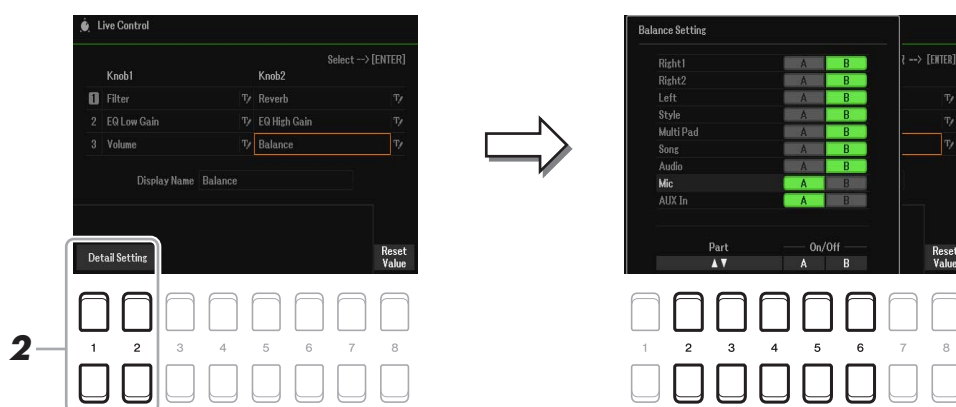 Live Control
Select --> [ENTER]
Knob1 Knob2
1 Filter Reverb
2 EQ Low Gain EQ High Gain
3 Volume Balance
Display Name Balance
Detail Setting
Reset
Value
2
1 2 3 4 5 6 7 8
Balance Setting
--> [ENTER]
Right1 A B
Right2 A B
Left A B
Style A B
Multi Pad A B
Song A B
Audio A B
Mic A B
AUX In A B
Part On/Off
▲▼ A B
Reset
Value
1 2 3 4 5 6 7 8